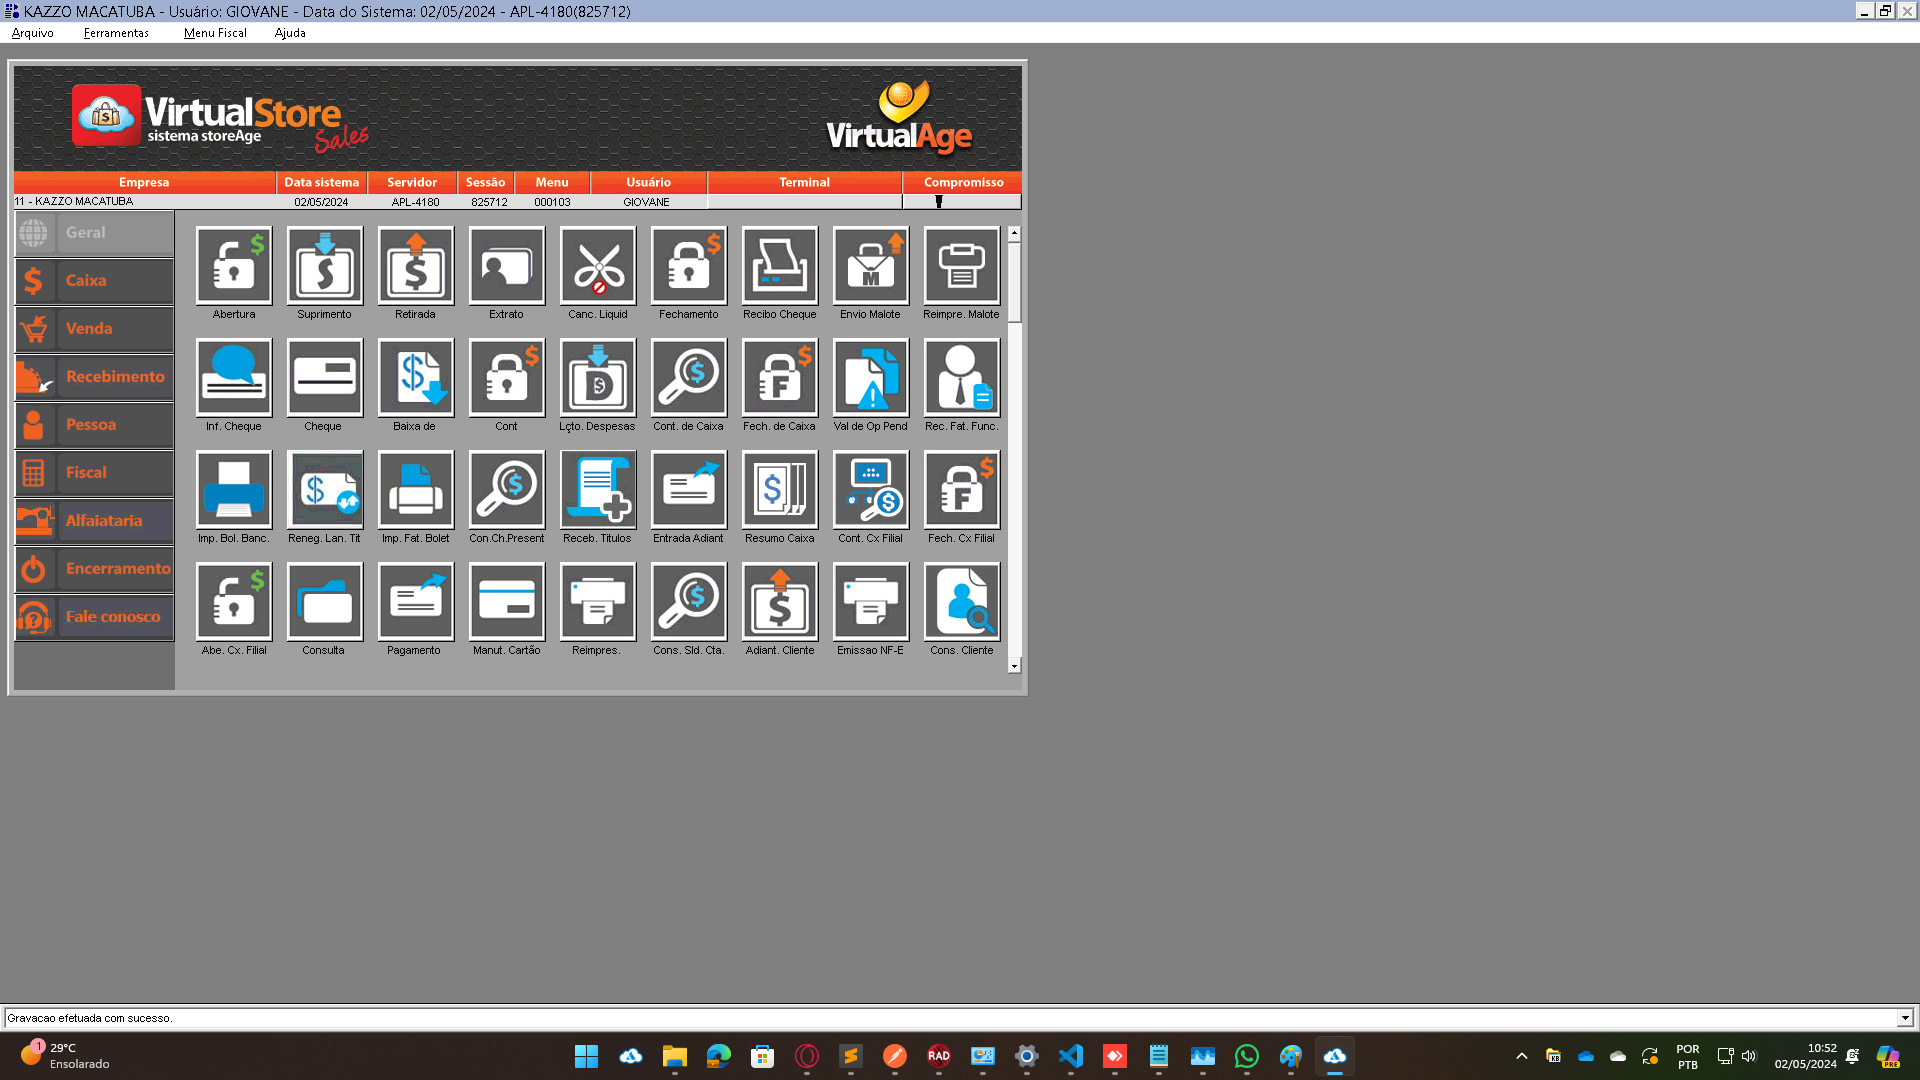 KAZZO MACATUBA - Usuário: GIOVANE - Data do Sistema: 02/05/2024 - APL-4180(825712)
Arquivo Ferramentas Menu Fiscal Ajuda
VirtualStore
sistema storeAge Sales
VirtualAge
Empresa Data sistema Servidor Sessão Menu Usuário Terminal Compromisso
11 - KAZZO MACATUBA 02/05/2024 APL-4180 825712 000103 GIOVANE
Geral
Caixa
Venda
Recebimento
Pessoa
Fiscal
Alfaiataria
Encerramento
Fale conosco
Abertura Suprimento Retirada Extrato Canc. Liquid Fechamento Recibo Cheque Envio Malote Reimpre. Malote
Inf. Cheque Cheque Baixa de Cont Lçto. Despesas Cont. de Caixa Fech. de Caixa Val de Op Pend Rec. Fat. Func.
Imp. Bol. Banc. Reneg. Lan. Tit Imp. Fat. Bolet Con.Ch.Present Receb. Titulos Entrada Adiant Resumo Caixa Cont. Cx Filial Fech. Cx Filial
Abe. Cx. Filial Consulta Pagamento Manut. Cartão Reimpres. Cons. Sld. Cta. Adiant. Cliente Emissao NF-E Cons. Cliente
Gravacao efetuada com sucesso.
1
29°C
Ensolarado
RAD
POR
PTB
10:52
02/05/2024
PRE